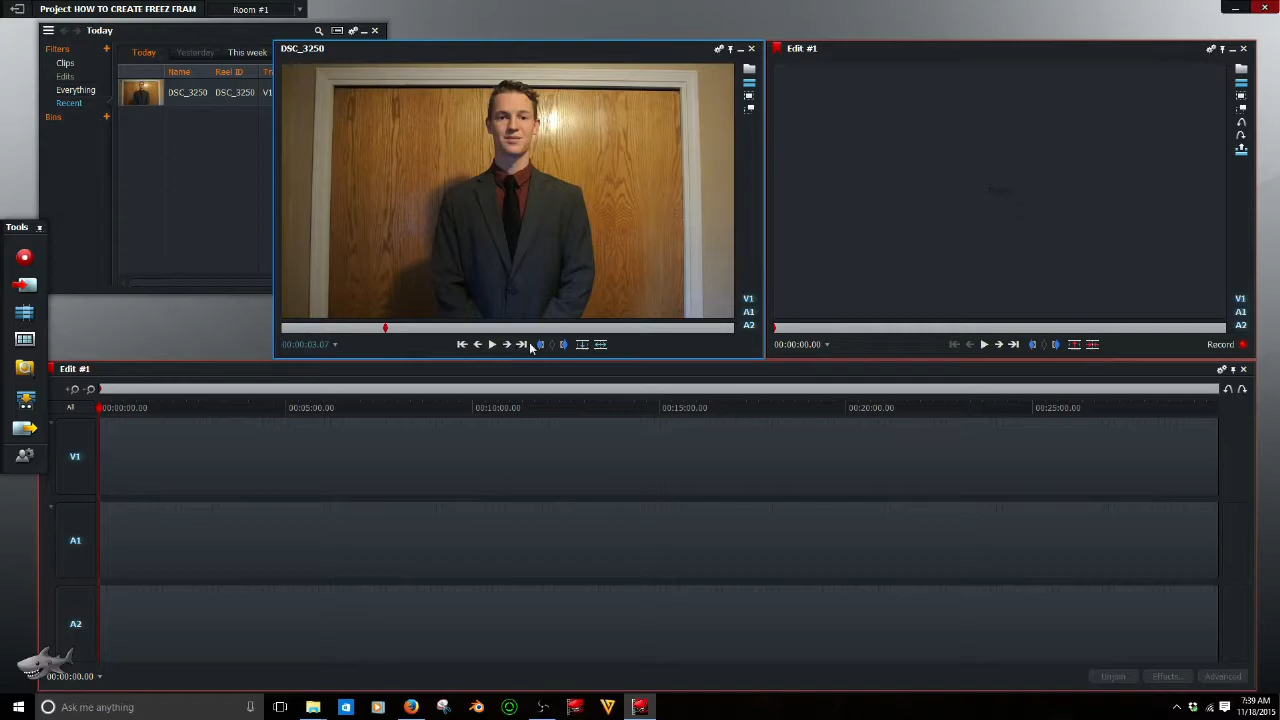 Project HOW TO CREATE FREEZ FRAM
Room #1
Today
Filters
Clips
Edits
Everything
Recent
Bins
Today
Yesterday
This week
Name
Reel ID
DSC_3250
DSC_3250
V1
DSC_3250
V1
A1
A2
00:00:03.07
Edit #1
V1
A1
A2
00:00:00.00
Record
Tools
Edit #1
All
00:00:00.00
00:05:00.00
00:10:00.00
00:15:00.00
00:20:00.00
00:25:00.00
V1
A1
A2
00:00:00.00
Unjoin
Effects...
Advanced
Ask me anything
7:39 AM
11/18/2015